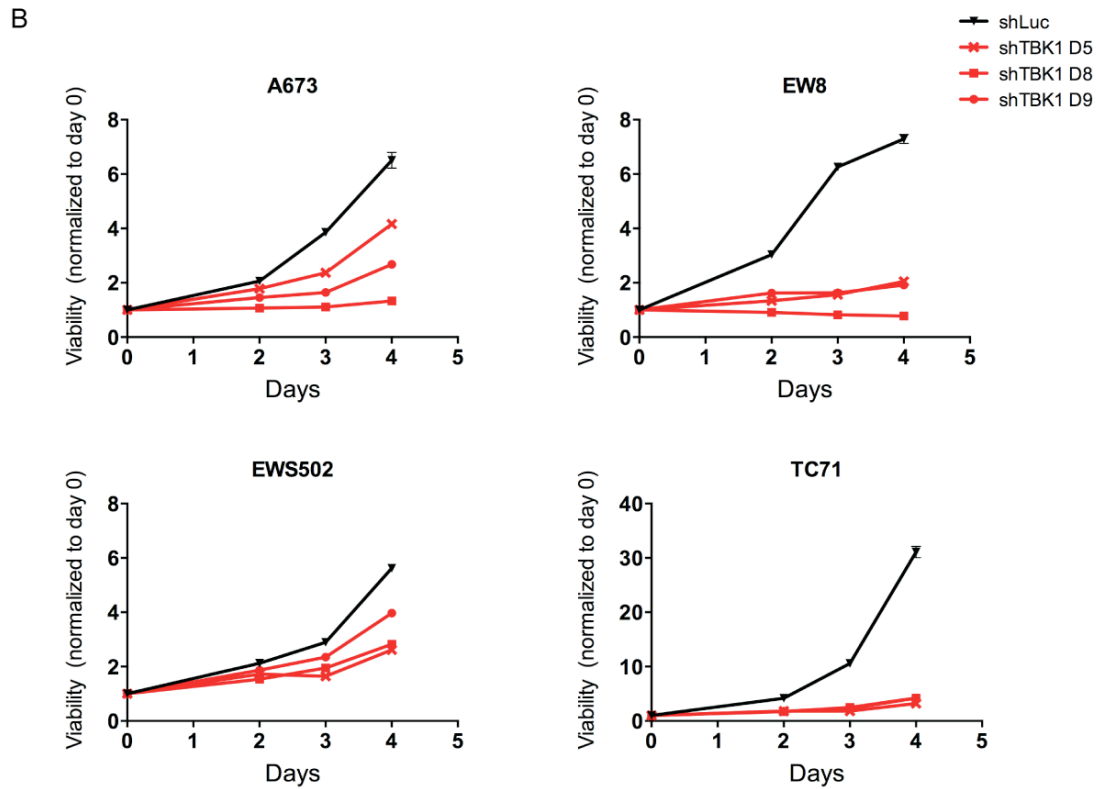 B
shLuc
shTBK1 D5
shTBK1 D8
shTBK1 D9
A673
Viability (normalized to day 0)
8
6
4
2
0
0 1 2 3 4 5
Days
EW8
Viability (normalized to day 0)
8
6
4
2
0
0 1 2 3 4 5
Days
EWS502
Viability (normalized to day 0)
8
6
4
2
0
0 1 2 3 4 5
Days
TC71
Viability (normalized to day 0)
40
30
20
10
0
0 1 2 3 4 5
Days